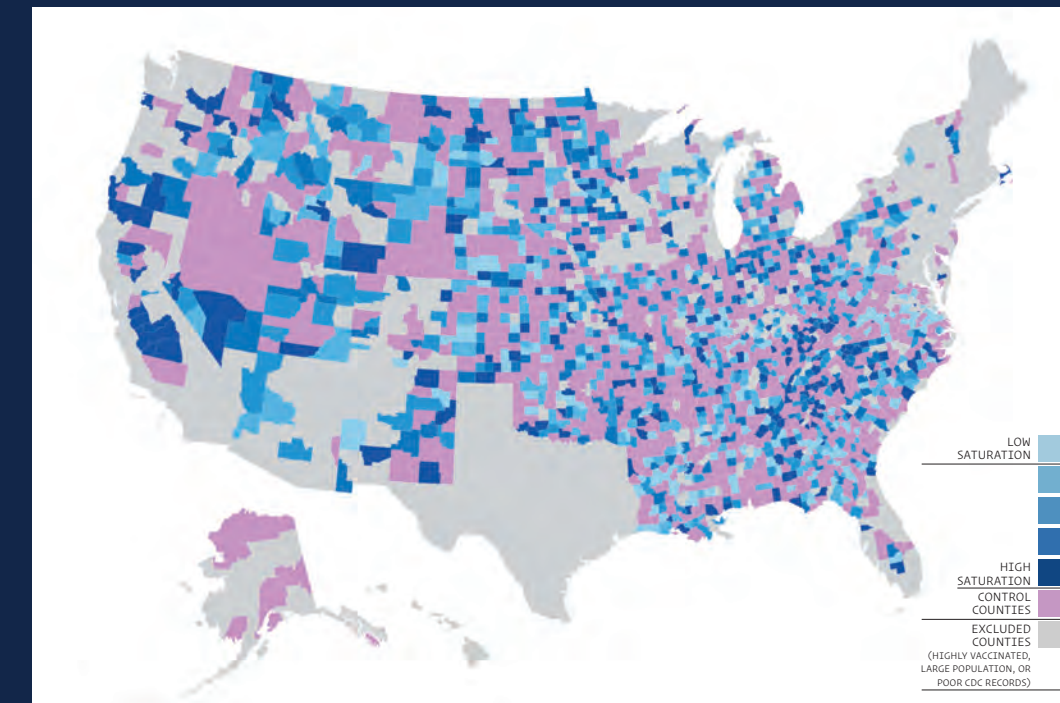 LOW
SATURATION
HIGH
SATURATION
CONTROL
COUNTIES
EXCLUDED
COUNTIES
(HIGHLY VACCINATED,
LARGE POPULATION, OR
POOR CDC RECORDS)